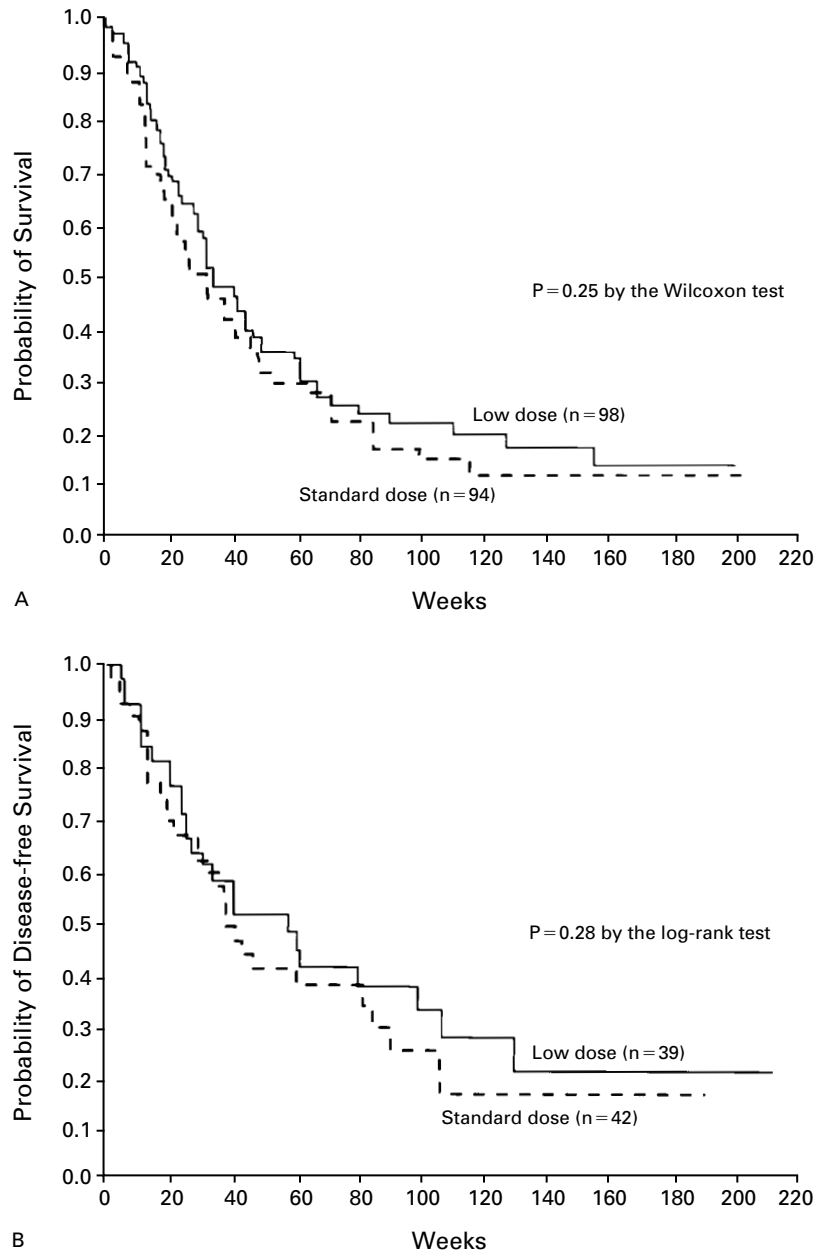 1.0
0.9
0.8
0.7
0.6
0.5
0.4
0.3
0.2
0.1
0.0
Probability of Survival
P=0.25 by the Wilcoxon test
Low dose (n=98)
Standard dose (n=94)
0 20 40 60 80 100 120 140 160 180 200 220
A
Weeks
1.0
0.9
0.8
0.7
0.6
0.5
0.4
0.3
0.2
0.1
0.0
Probability of Disease-free Survival
P=0.28 by the log-rank test
Low dose (n=39)
Standard dose (n=42)
0 20 40 60 80 100 120 140 160 180 200 220
B
Weeks